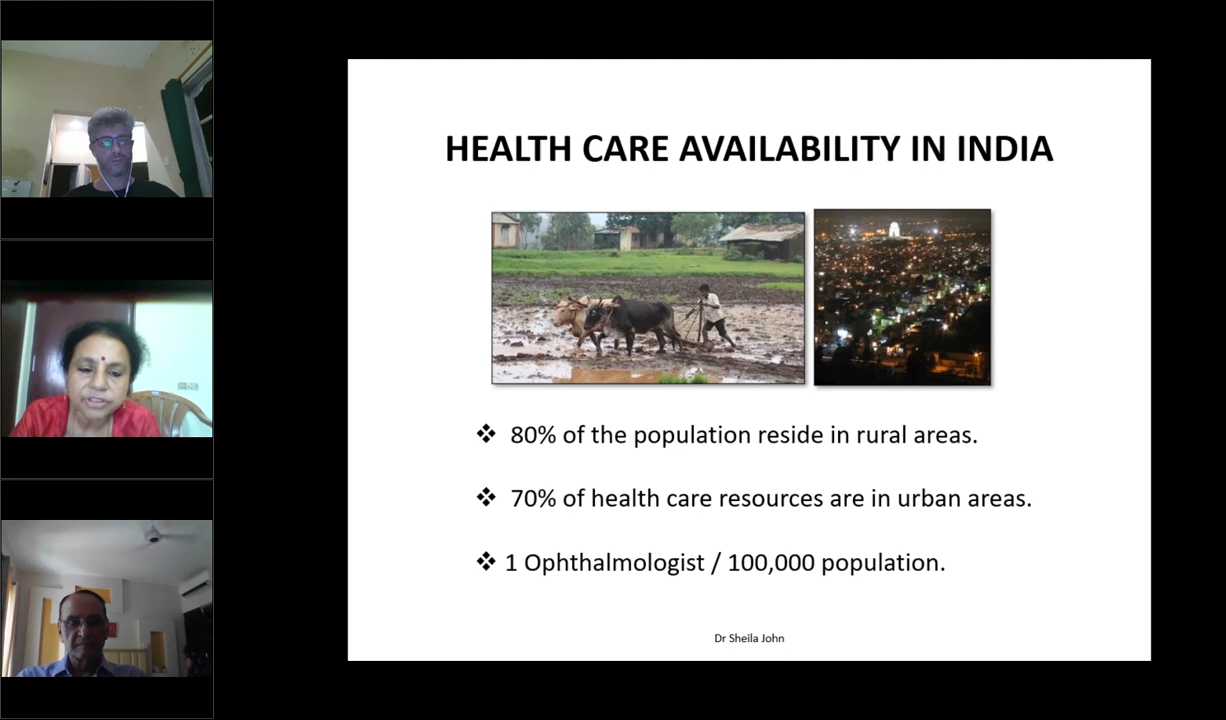 HEALTH CARE AVAILABILITY IN INDIA
❖ 80% of the population reside in rural areas.
❖ 70% of health care resources are in urban areas.
❖ 1 Ophthalmologist / 100,000 population.
Dr Sheila John